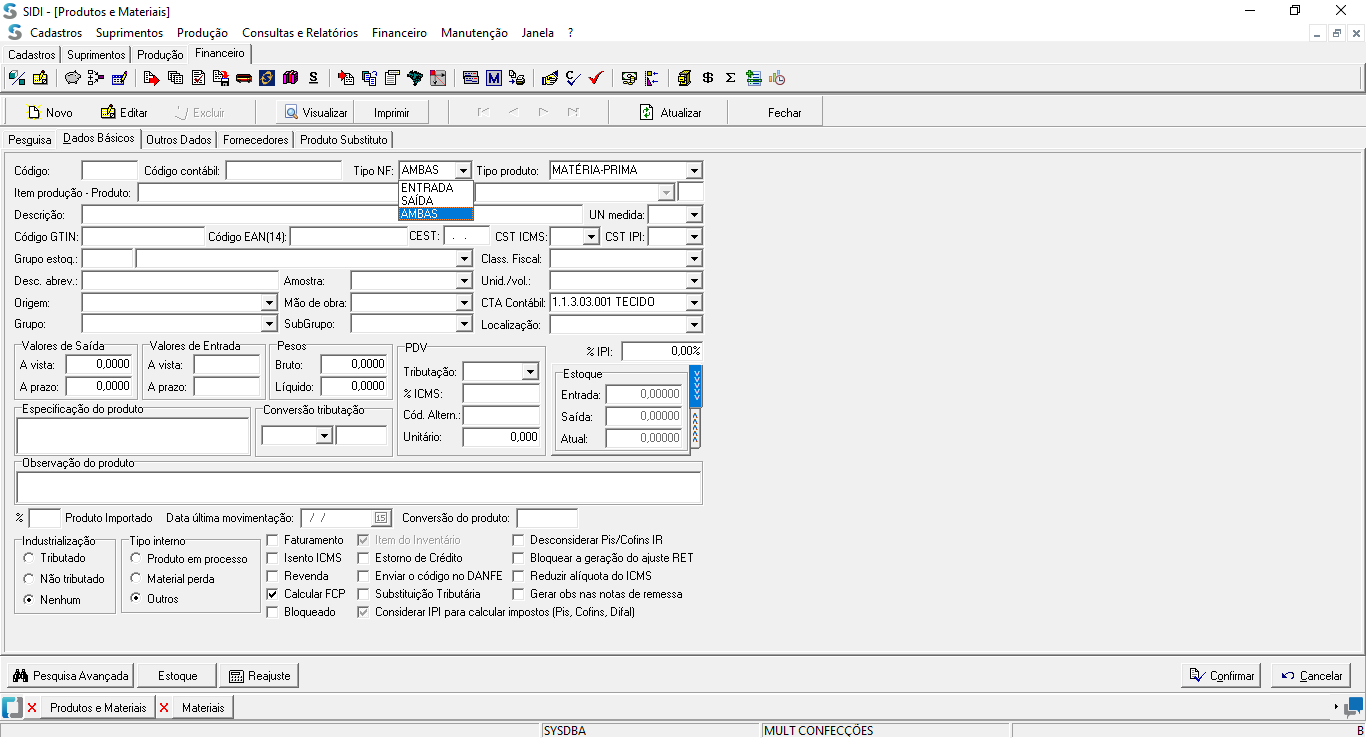 SIDI - [Produtos e Materiais]
Cadastros Suprimentos Produção Consultas e Relatórios Financeiro Manutenção Janela ?
Cadastros Suprimentos Produção Financeiro
Novo Editar Excluir Visualizar Imprimir Atualizar Fechar
Pesquisa Dados Básicos Outros Dados Fornecedores Produto Substituto
Código: Código contábil: Tipo NF: AMBAS Tipo produto: MATÉRIA-PRIMA
ENTRADA
SAÍDA
AMBAS
Item produção - Produto:
Descrição: UN medida:
Código GTIN: Código EAN(14): CEST: . . CST ICMS: CST IPI:
Grupo estoq.: Class. Fiscal:
Desc. abrev.: Amostra: Unid./vol.:
Origem: Mão de obra: CTA Contábil: 1.1.3.03.001 TECIDO
Grupo: SubGrupo: Localização:
Valores de Saída Valores de Entrada Pesos PDV % IPI: 0,00%
A vista: 0,0000 A vista: Bruto: 0,0000 Tributação: Estoque
A prazo: 0,0000 A prazo: Líquido: 0,0000 % ICMS: Entrada: 0,00000
Especificação do produto Conversão tributação Cód. Altern.: Saída: 0,00000
Unitário: 0,000 Atual: 0,00000
Observação do produto
% Produto Importado Data última movimentação: / / 15 Conversão do produto:
Industrialização Tipo interno Faturamento Item do Inventário Desconsiderar Pis/Cofins IR
Tributado Produto em processo Isento ICMS Estorno de Crédito Bloquear a geração do ajuste RET
Não tributado Material perda Revenda Enviar o código no DANFE Reduzir alíquota do ICMS
Nenhum Outros Calcular FCP Substituição Tributária Gerar obs nas notas de remessa
Bloqueado Considerar IPI para calcular impostos (Pis, Cofins, Difal)
Pesquisa Avançada Estoque Reajuste Confirmar Cancelar
Produtos e Materiais Materiais
SYSDBA MULT CONFECÇÕES B